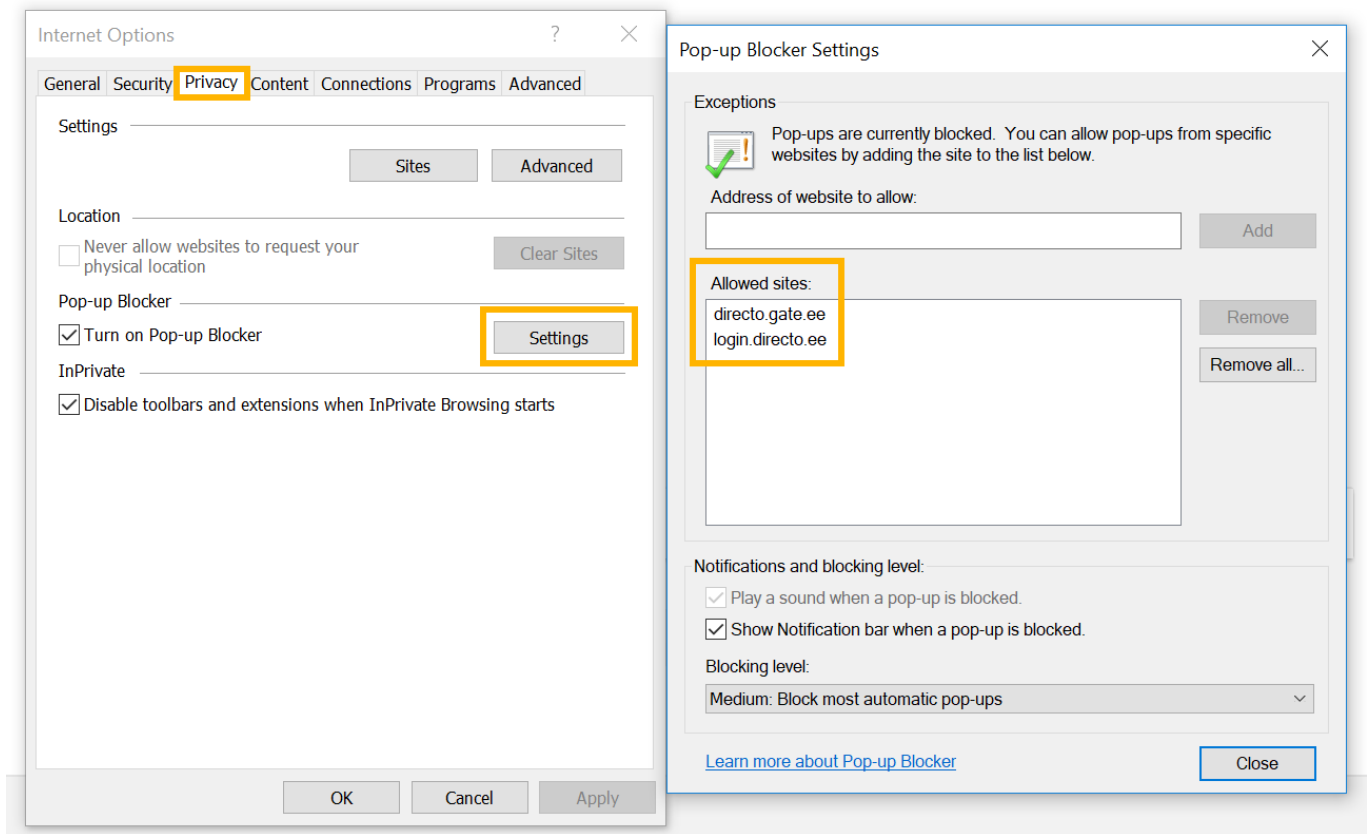 Internet Options
?
General Security Privacy Content Connections Programs Advanced
Settings
Sites
Advanced
Location
Never allow websites to request your
physical location
Clear Sites
Pop-up Blocker
Turn on Pop-up Blocker
Settings
InPrivate
Disable toolbars and extensions when InPrivate Browsing starts
OK
Cancel
Apply
Pop-up Blocker Settings
Exceptions
Pop-ups are currently blocked. You can allow pop-ups from specific
websites by adding the site to the list below.
Address of website to allow:
Add
Allowed sites:
directo.gate.ee
login.directo.ee
Remove
Remove all...
Notifications and blocking level:
Play a sound when a pop-up is blocked.
Show Notification bar when a pop-up is blocked.
Blocking level:
Medium: Block most automatic pop-ups
Learn more about Pop-up Blocker
Close